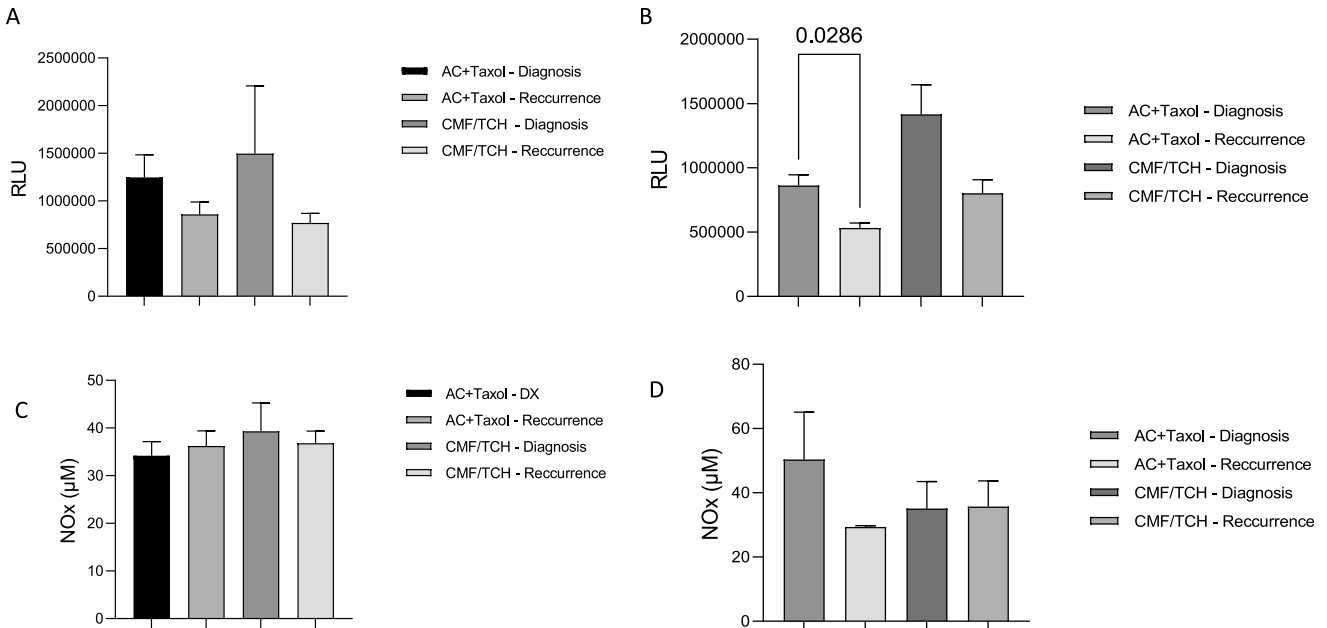 A
2500000
2000000
1500000
1000000
500000
0
RLU
AC+Taxol - Diagnosis
AC+Taxol - Reccurrence
CMF/TCH - Diagnosis
CMF/TCH - Reccurrence
B
0.0286
2000000
1500000
1000000
500000
0
RLU
AC+Taxol - Diagnosis
AC+Taxol - Reccurrence
CMF/TCH - Diagnosis
CMF/TCH - Reccurrence
C
50
40
30
20
10
0
NOx (µM)
AC+Taxol - DX
AC+Taxol - Reccurrence
CMF/TCH - Diagnosis
CMF/TCH - Reccurrence
D
80
60
40
20
0
NOx (µM)
AC+Taxol - Diagnosis
AC+Taxol - Reccurrence
CMF/TCH - Diagnosis
CMF/TCH - Reccurrence